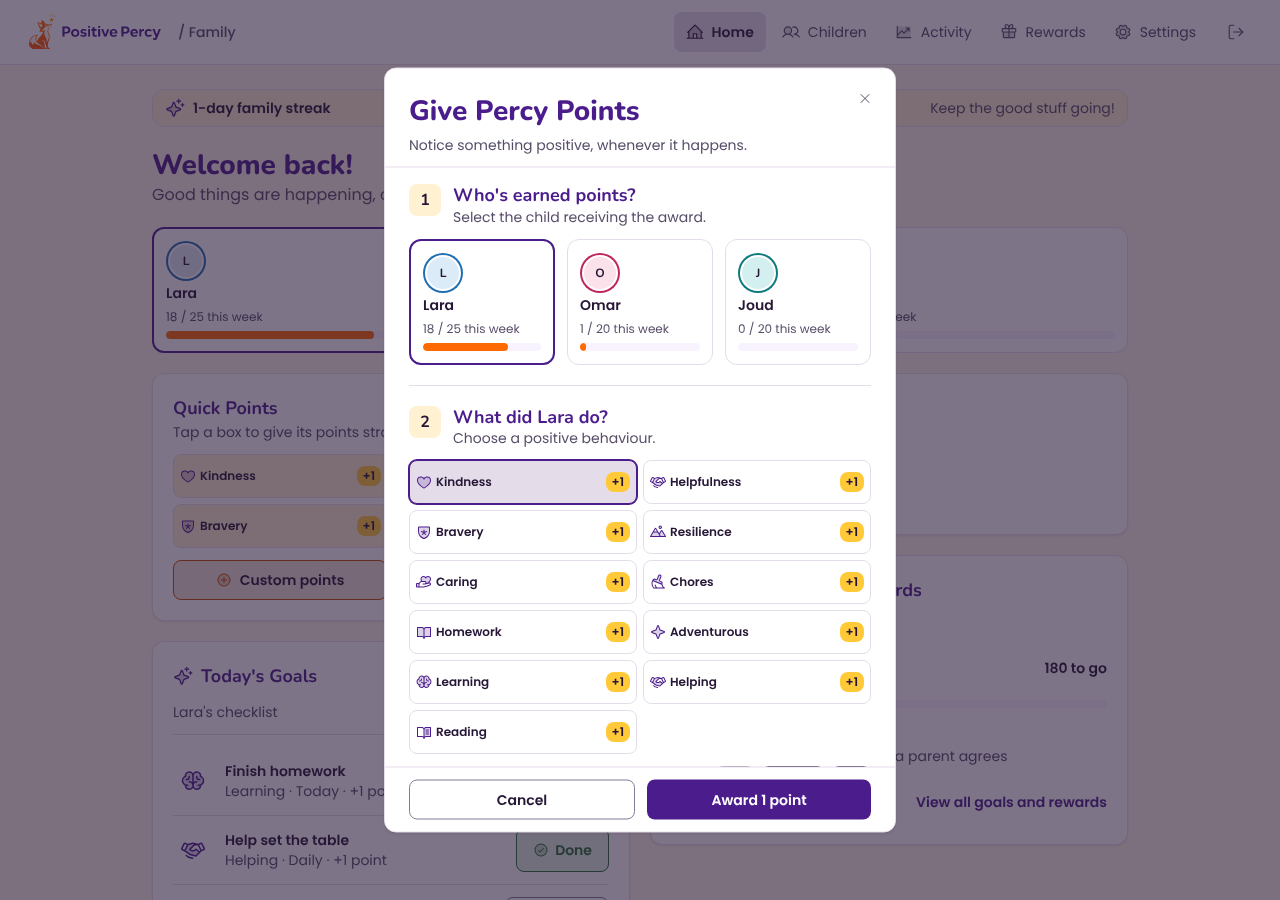 Positive Percy / Family
Home
Children
Activity
Rewards
Settings
1-day family streak
Keep the good stuff going!
Welcome back!
Good things are happening,
L
Lara
18 / 25 this week
Quick Points
Tap a box to give its points
Kindness +1
Bravery +1
Custom points
Today's Goals
Lara's checklist
Finish homework
Learning · Today · +1
Help set the table
Helping · Daily · +1 point
Done
180 to go
a parent agrees
View all goals and rewards
Give Percy Points
Notice something positive, whenever it happens.
1
Who's earned points?
Select the child receiving the award.
L
Lara
18 / 25 this week
O
Omar
1 / 20 this week
J
Joud
0 / 20 this week
2
What did Lara do?
Choose a positive behaviour.
Kindness +1
Helpfulness +1
Bravery +1
Resilience +1
Caring +1
Chores +1
Homework +1
Adventurous +1
Learning +1
Helping +1
Reading +1
Cancel
Award 1 point